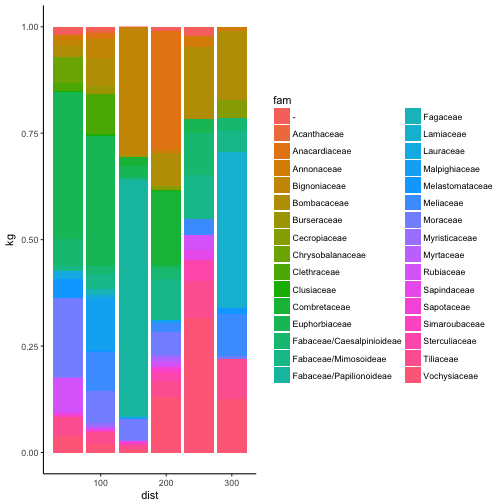 1.00
0.75
0.50
0.25
0.00
kg
100
200
300
dist
fam
-
Acanthaceae
Anacardiaceae
Annonaceae
Bignoniaceae
Bombacaceae
Burseraceae
Cecropiaceae
Chrysobalanaceae
Clethraceae
Clusiaceae
Combretaceae
Euphorbiaceae
Fabaceae/Caesalpinioideae
Fabaceae/Mimosoideae
Fabaceae/Papilionoideae
Fagaceae
Lamiaceae
Lauraceae
Malpighiaceae
Melastomataceae
Meliaceae
Moraceae
Myristicaceae
Myrtaceae
Rubiaceae
Sapindaceae
Sapotaceae
Simaroubaceae
Sterculiaceae
Tiliaceae
Vochysiaceae